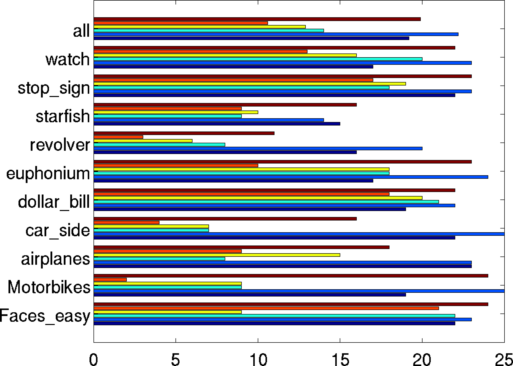 all
watch
stop_sign
starfish
revolver
euphonium
dollar_bill
car_side
airplanes
Motorbikes
Faces_easy
0 5 10 15 20 25